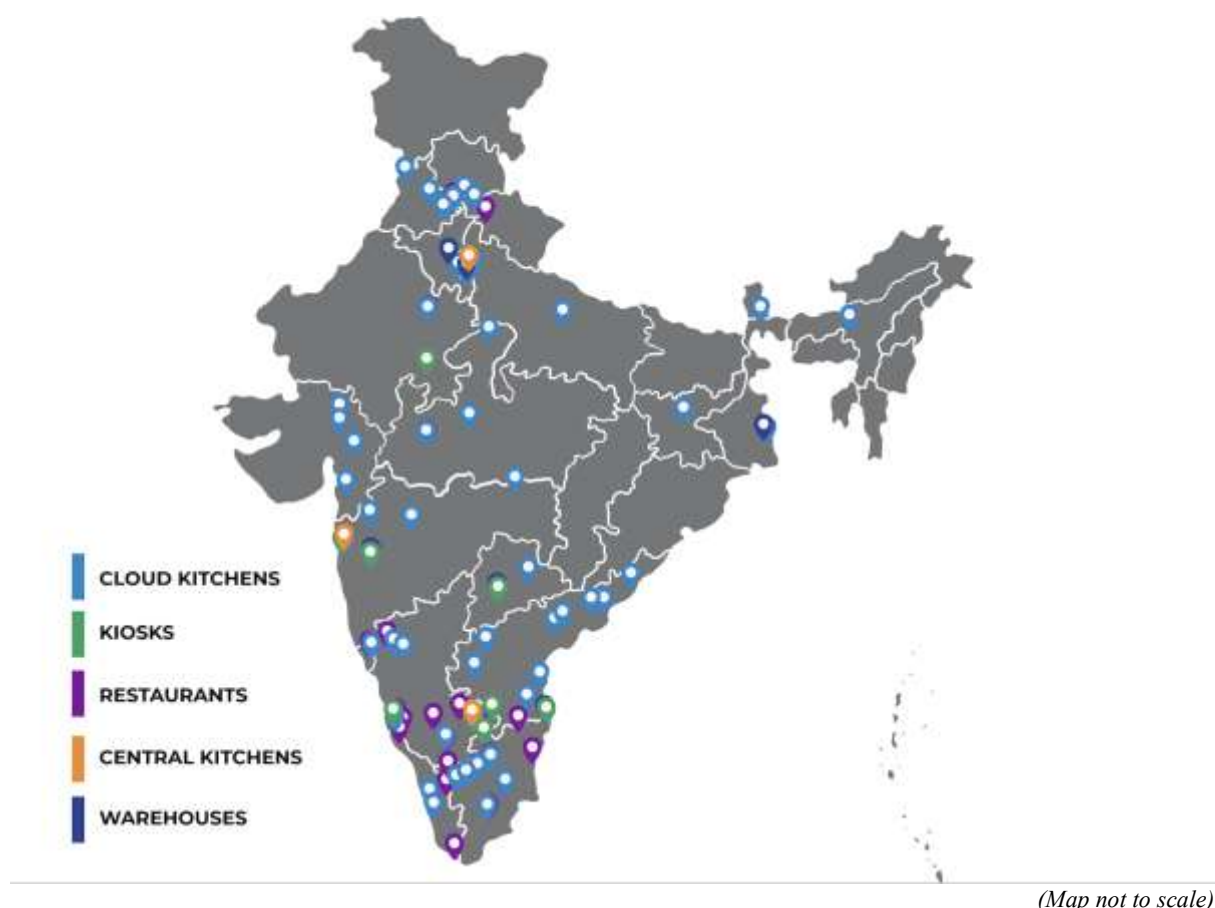 CLOUD KITCHENS
KIOSKS
RESTAURANTS
CENTRAL KITCHENS
WAREHOUSES
(Map not to scale)